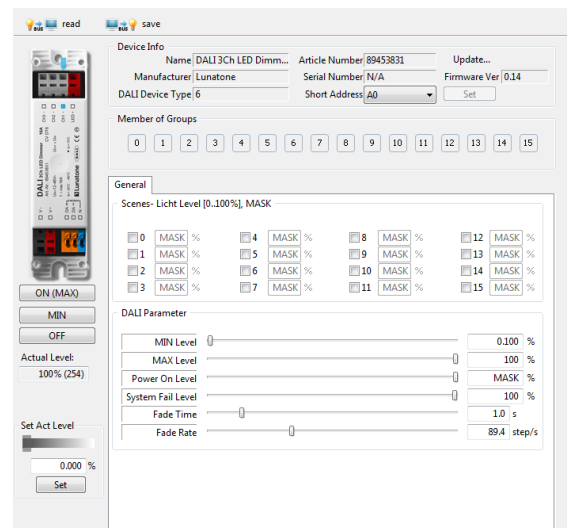 read save
Device Info
Name DALI 3Ch LED Dimm... Article Number 89453831 Update...
Manufacturer Lunatone Serial Number N/A Firmware Ver 0.14
DALI Device Type 6 Short Address A0 Set
Member of Groups
0 1 2 3 4 5 6 7 8 9 10 11 12 13 14 15
General
Scenes- Licht Level [0..100%], MASK
0 MASK % 4 MASK % 8 MASK % 12 MASK %
1 MASK % 5 MASK % 9 MASK % 13 MASK %
2 MASK % 6 MASK % 10 MASK % 14 MASK %
3 MASK % 7 MASK % 11 MASK % 15 MASK %
ON (MAX)
MIN
OFF
Actual Level:
100% (254)
Set Act Level
0.000 %
Set
DALI Parameter
MIN Level 0.100 %
MAX Level 100 %
Power On Level MASK %
System Fail Level 100 %
Fade Time 1.0 s
Fade Rate 89.4 step/s